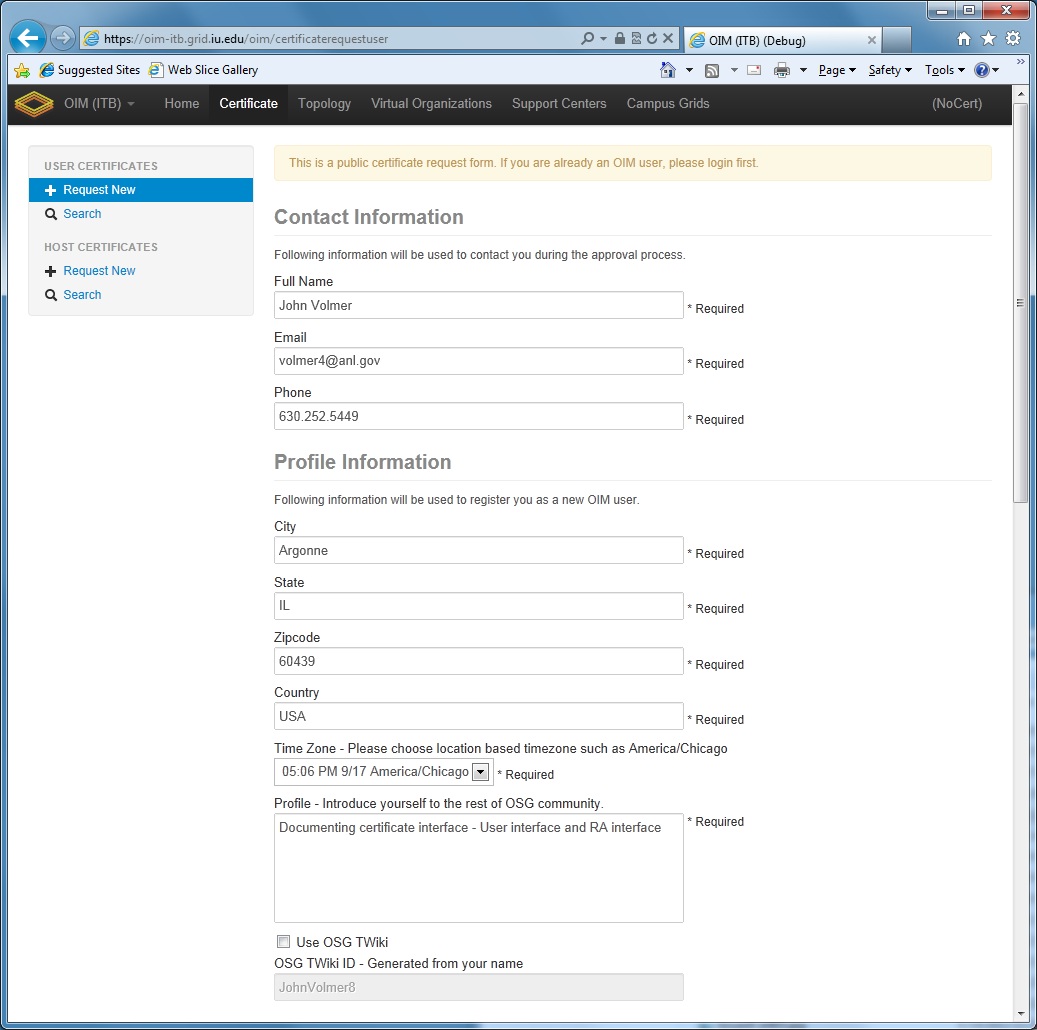 https://oim-itb.grid.iu.edu/oim/certificaterequestuser
OIM (ITB) (Debug)
Suggested Sites
Web Slice Gallery
Page
Safety
Tools
OIM (ITB)
Home
Certificate
Topology
Virtual Organizations
Support Centers
Campus Grids
(NoCert)
USER CERTIFICATES
Request New
Search
HOST CERTIFICATES
Request New
Search
This is a public certificate request form. If you are already an OIM user, please login first.
Contact Information
Following information will be used to contact you during the approval process.
Full Name
John Volmer
* Required
Email
volmer4@anl.gov
* Required
Phone
630.252.5449
* Required
Profile Information
Following information will be used to register you as a new OIM user.
City
Argonne
* Required
State
IL
* Required
Zipcode
60439
* Required
Country
USA
* Required
Time Zone - Please choose location based timezone such as America/Chicago
05:06 PM 9/17 America/Chicago
* Required
Profile - Introduce yourself to the rest of OSG community.
Documenting certificate interface - User interface and RA interface
* Required
Use OSG TWiki
OSG TWiki ID - Generated from your name
JohnVolmer8